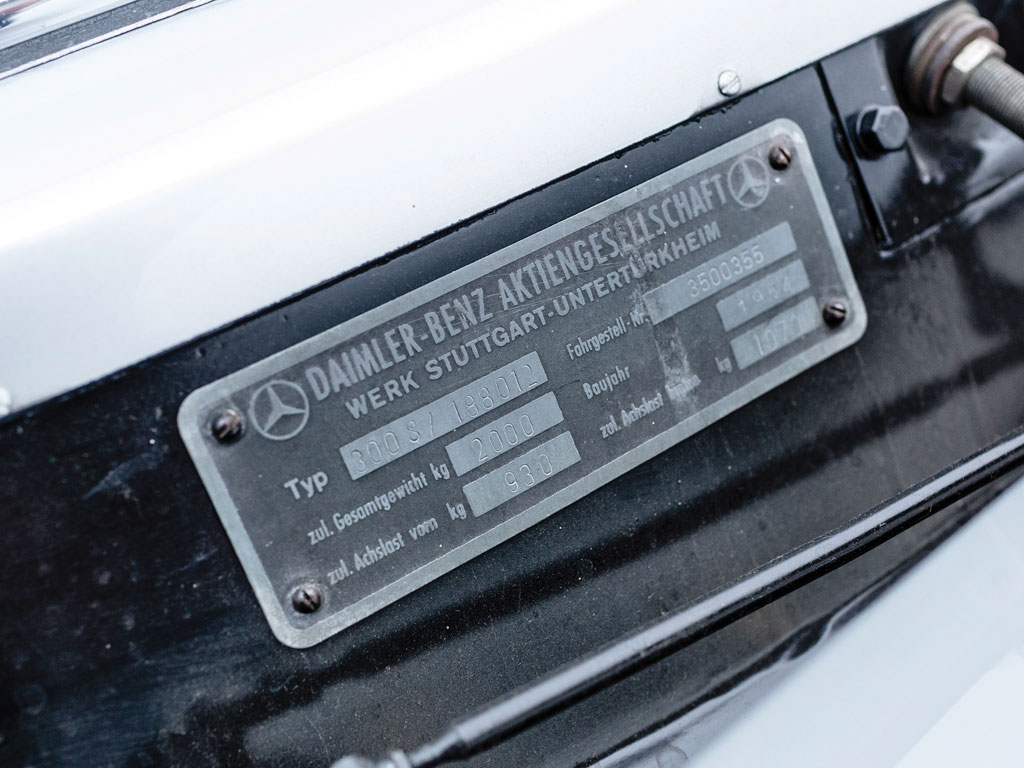 DAIMLER-BENZ AKTIENGESELLSCHAFT
WERK STUTTGART-UNTERTÜRKHEIM
Typ 300S/ 188012 Fahrgestell-Nr. 3500355
zul. Gesamtgewicht kg 2000 Baujahr 1954
zul. Achslast vorn kg 930 zul. Achslast hinten kg